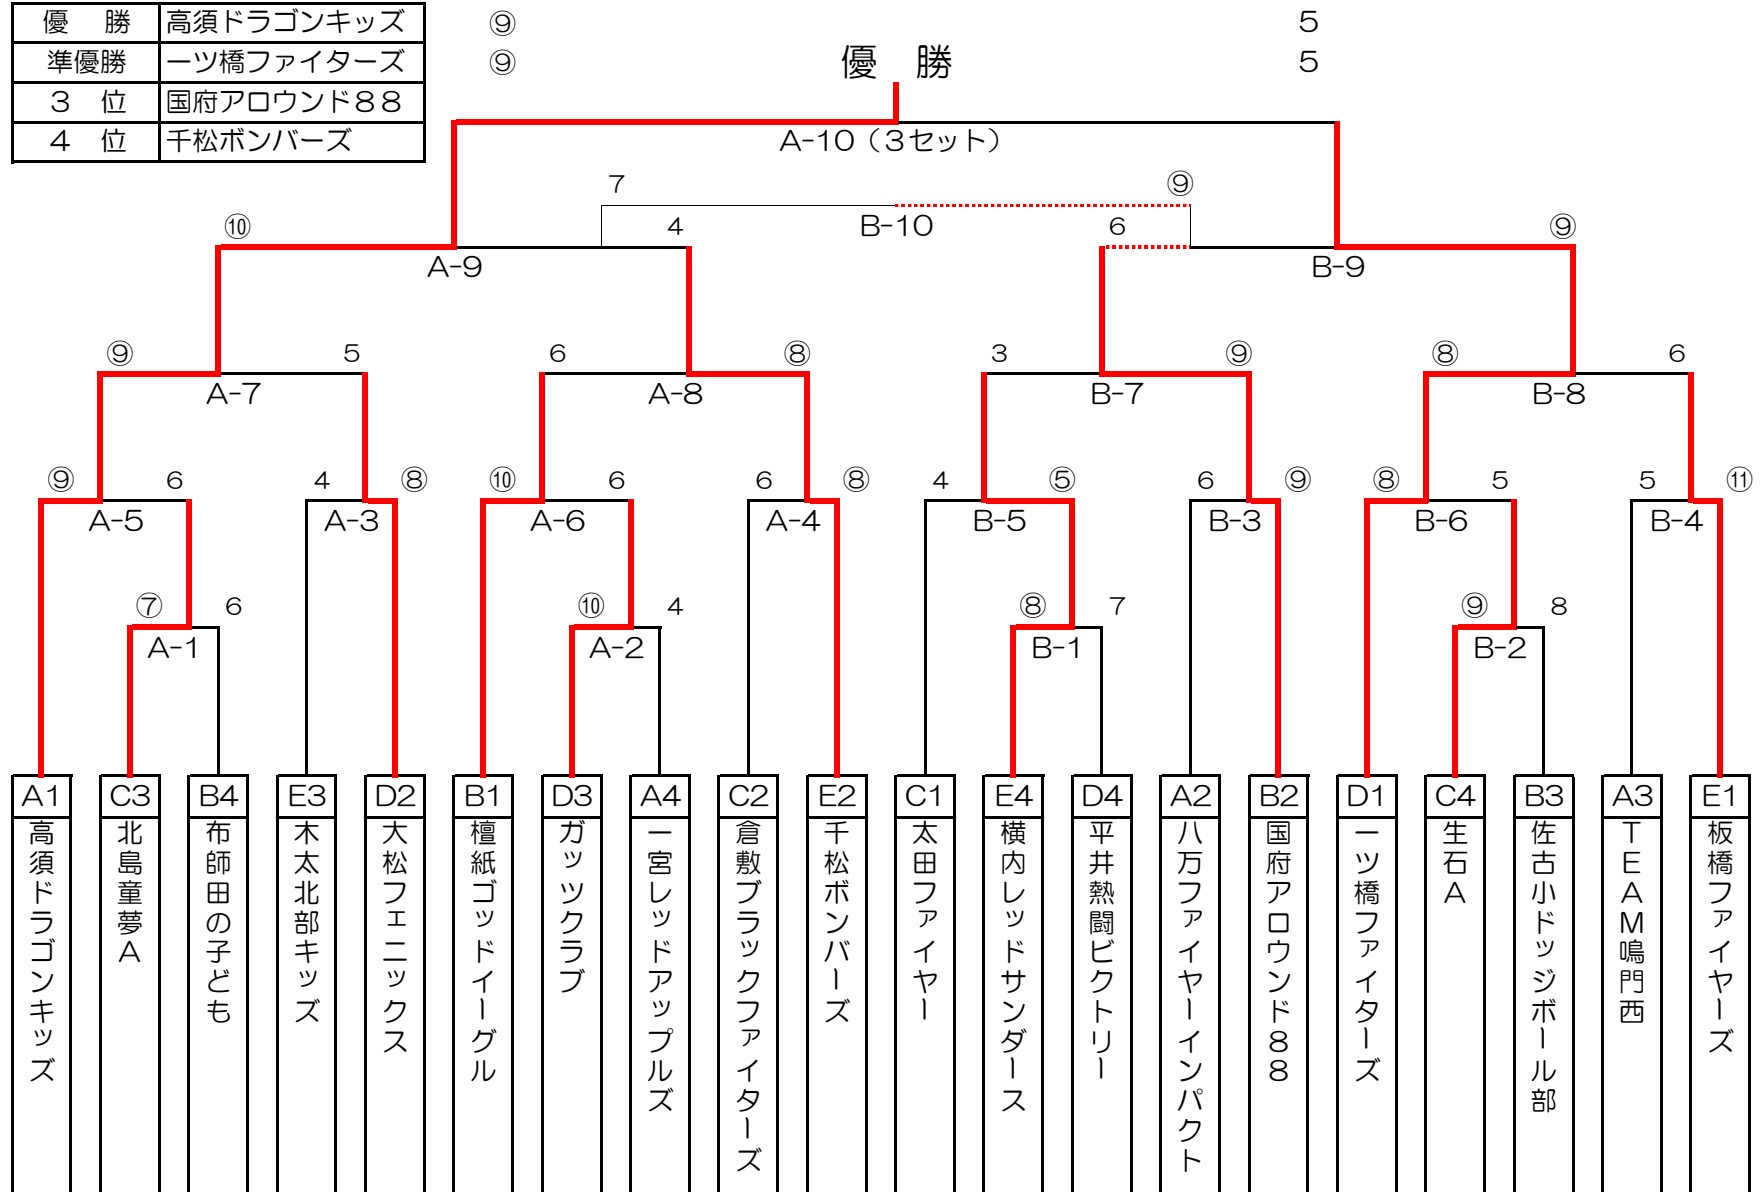 優　勝 高須ドラゴンキッズ ⑨ 5
準優勝 一ツ橋ファイターズ ⑨ 優　勝 5
３　位 国府アロウンド８８
４　位 千松ボンバーズ
A-10（3セット）
7 ⑨
⑩ 4 B-10 6 ⑨
A-9 B-9
⑨ 5 6 ⑧ 3 ⑨ ⑧ 6
A-7 A-8 B-7 B-8
⑨ 6 4 ⑧ ⑩ 6 6 ⑧ 4 ⑤ 6 ⑨ ⑧ 5 5 ⑪
A-5 A-3 A-6 A-4 B-5 B-3 B-6 B-4
⑦ 6 ⑩ 4 ⑧ 7 ⑨ 8
A-1 A-2 B-1 B-2
A1 C3 B4 E3 D2 B1 D3 A4 C2 E2 C1 E4 D4 A2 B2 D1 C4 B3 A3 E1
高須ドラゴンキッズ
北島童夢A
布師田の子ども
木太北部キッズ
大松フェニックス
檀紙ゴッドイーグル
ガッツクラブ
一宮レッドアップルズ
倉敷ブラックファイターズ
千松ボンバーズ
太田ファイヤー
横内レッドサンダース
平井熱闘ビクトリー
八万ファイヤーインパクト
国府アロウンド８８
一ツ橋ファイターズ
生石A
佐古小ドッジボール部
TEAM鳴門西
板橋ファイヤーズ